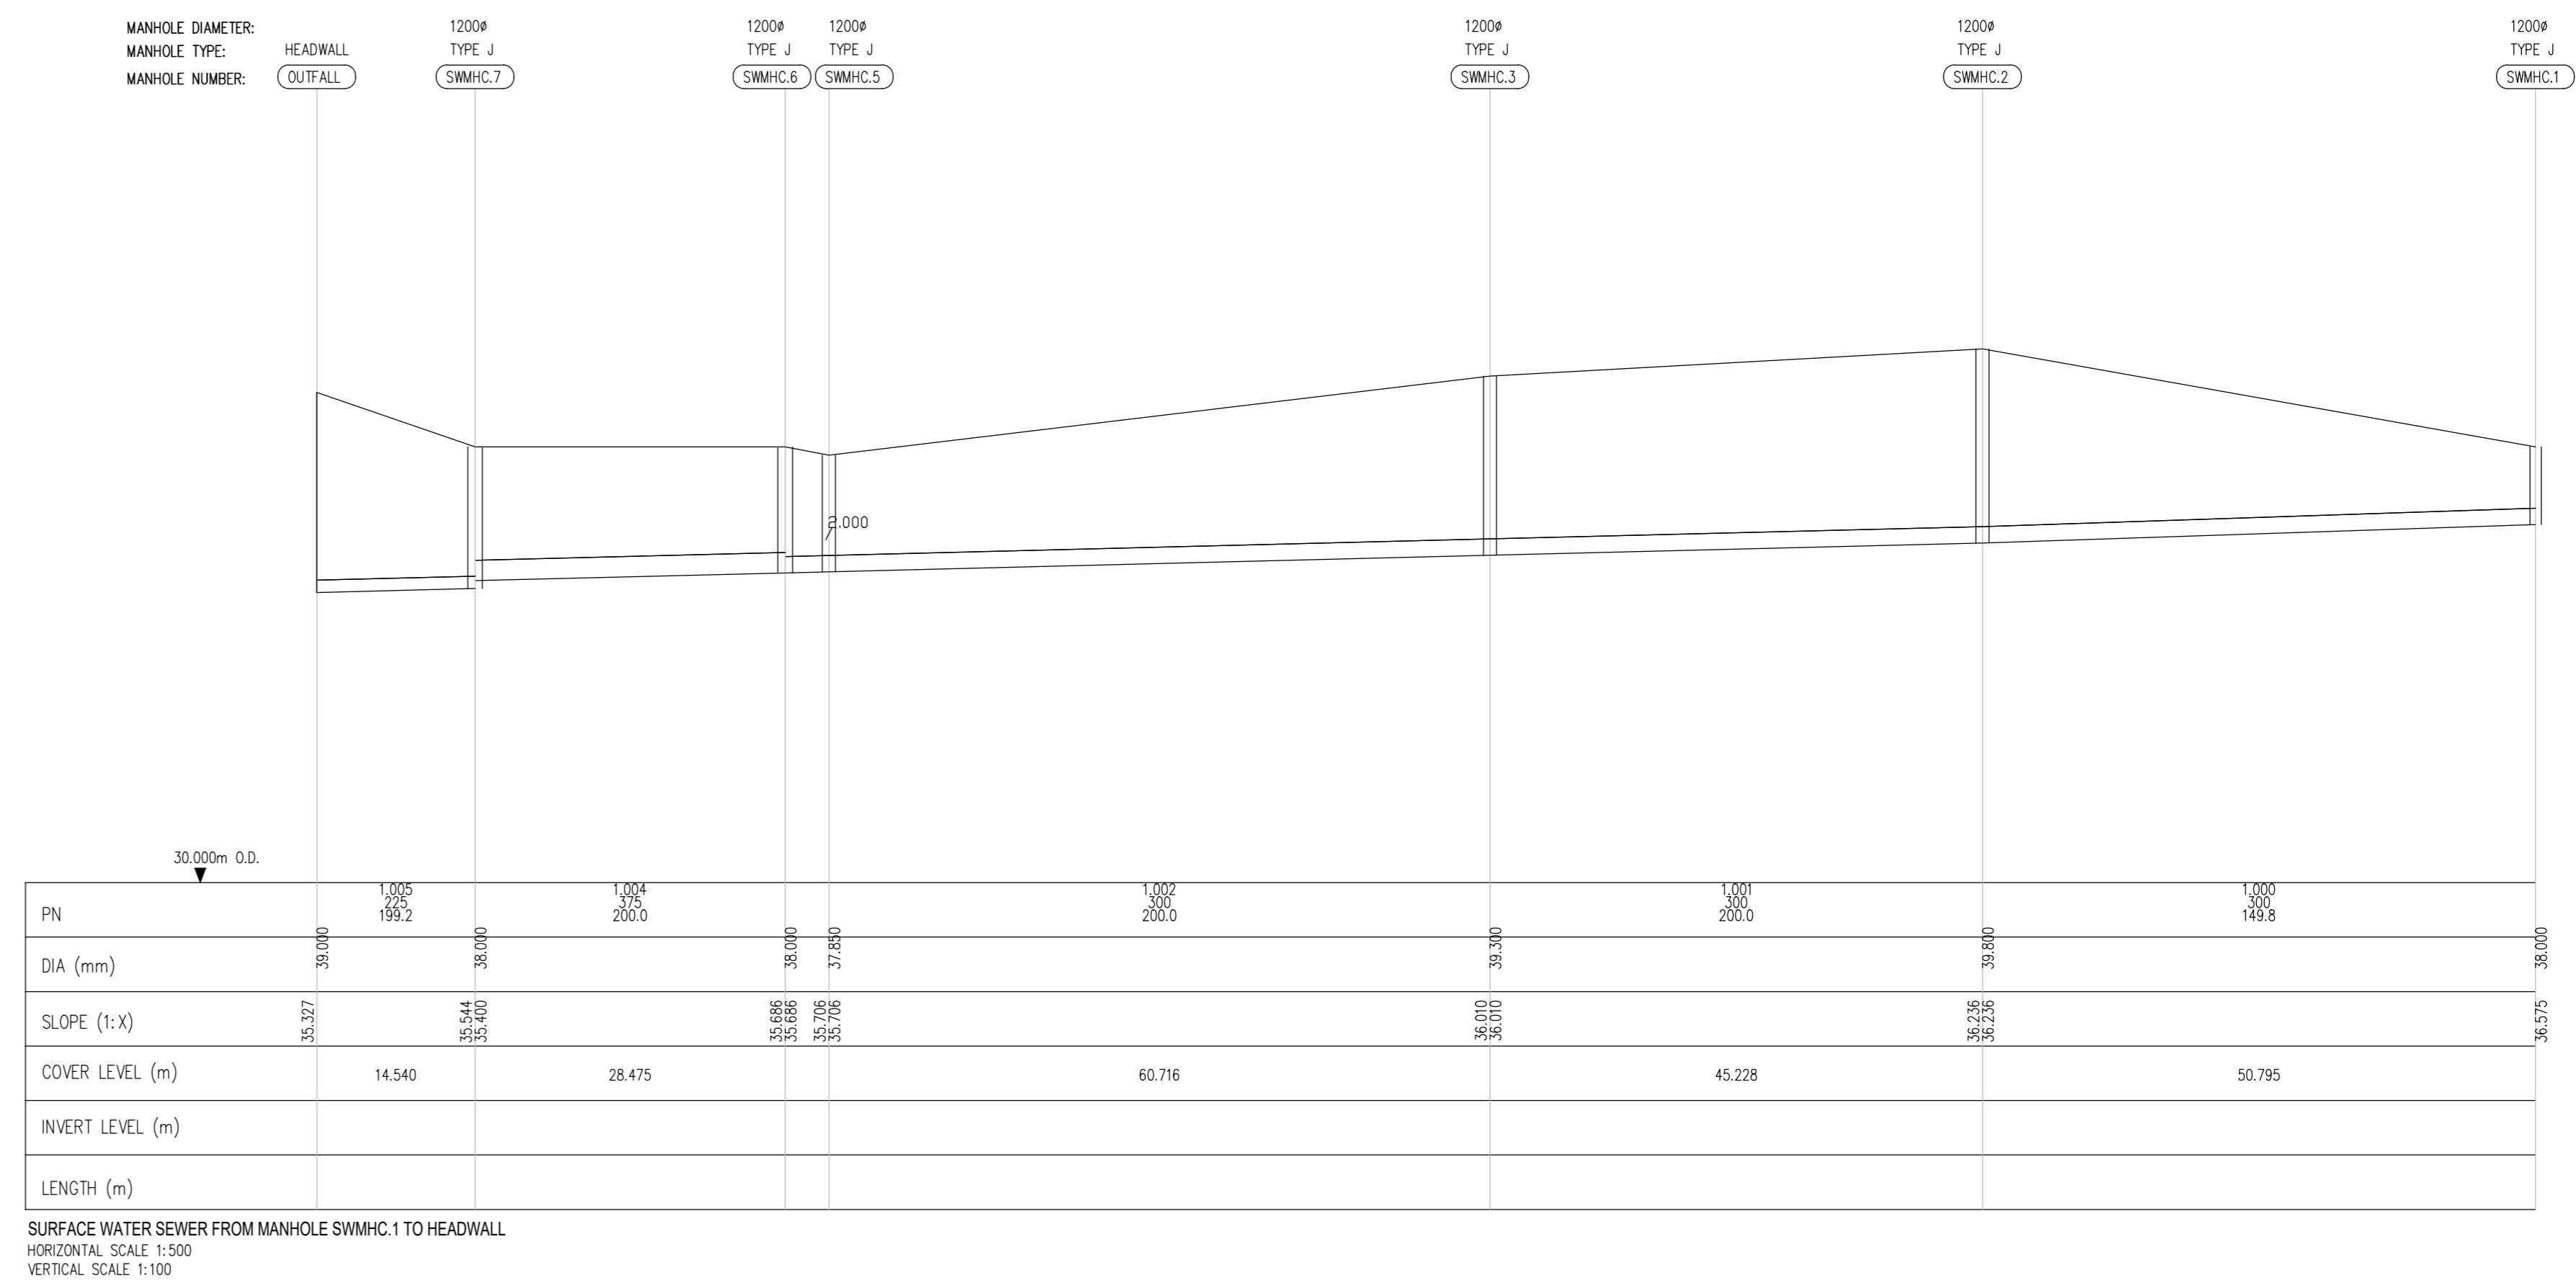 MANHOLE DIAMETER: 1200ø 1200ø 1200ø 1200ø 1200ø 1200ø
MANHOLE TYPE: HEADWALL TYPE J TYPE J TYPE J TYPE J TYPE J TYPE J
MANHOLE NUMBER: OUTFALL SWMHC.7 SWMHC.6 SWMHC.5 SWMHC.3 SWMHC.2 SWMHC.1
2.000
30.000m O.D.
1.005 1.004 1.002 1.001 1.000
225 375 300 300 300
199.2 200.0 200.0 200.0 149.8
PN
39.000 38.000 38.000 37.850 39.300 39.800 38.000
DIA (mm)
35.327 35.544 35.400 35.686 35.686 35.706 35.706 36.010 36.010 36.236 36.236 36.575
SLOPE (1:X)
COVER LEVEL (m) 14.540 28.475 60.716 45.228 50.795
INVERT LEVEL (m)
LENGTH (m)
SURFACE WATER SEWER FROM MANHOLE SWMHC.1 TO HEADWALL
HORIZONTAL SCALE 1:500
VERTICAL SCALE 1:100